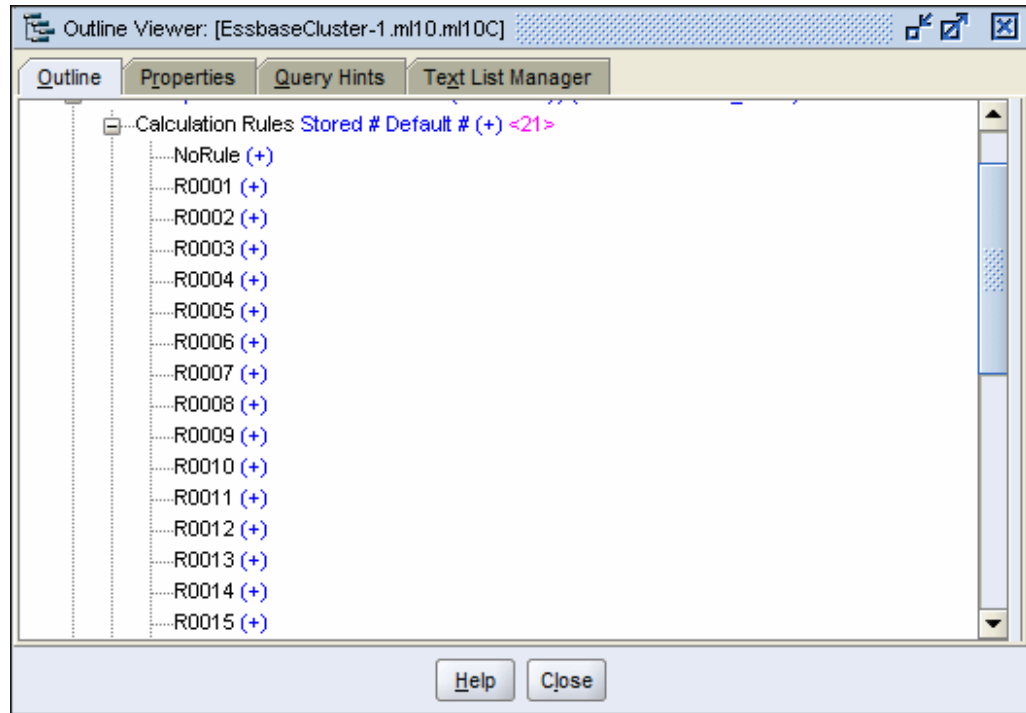 Outline Viewer: [EssbaseCluster-1.ml10.ml10C]
Outline Properties Query Hints Text List Manager
Calculation Rules Stored # Default # (+) <21>
NoRule (+)
R0001 (+)
R0002 (+)
R0003 (+)
R0004 (+)
R0005 (+)
R0006 (+)
R0007 (+)
R0008 (+)
R0009 (+)
R0010 (+)
R0011 (+)
R0012 (+)
R0013 (+)
R0014 (+)
R0015 (+)
Help Close